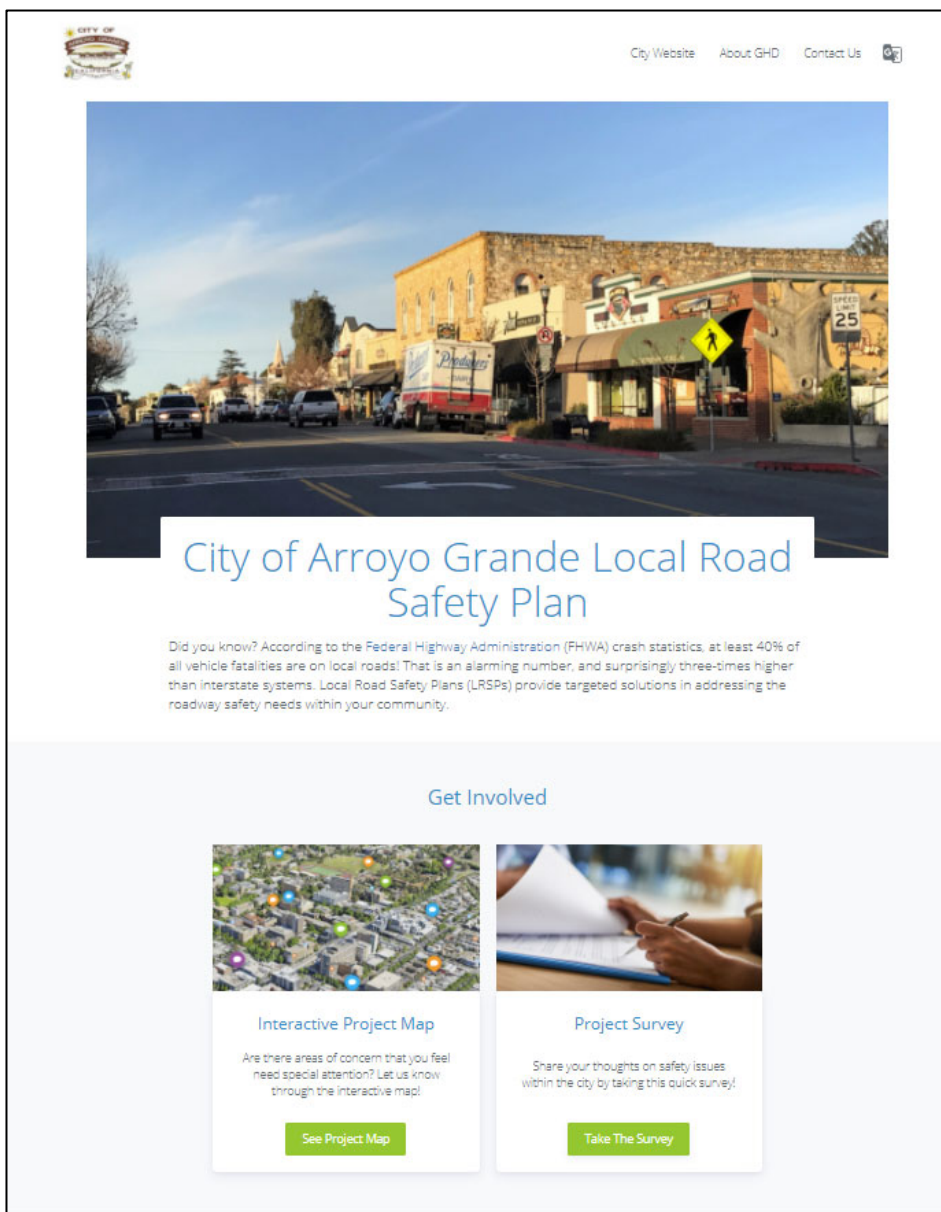 CITY OF
ARROYO GRANDE
CALIFORNIA
City Website About GHD Contact Us
SPEED
LIMIT
25
Producers
City of Arroyo Grande Local Road
Safety Plan
Did you know? According to the Federal Highway Administration (FHWA) crash statistics, at least 40% of
all vehicle fatalities are on local roads! That is an alarming number, and surprisingly three-times higher
than interstate systems. Local Road Safety Plans (LRSPs) provide targeted solutions in addressing the
roadway safety needs within your community.
Get Involved
Interactive Project Map
Are there areas of concern that you feel
need special attention? Let us know
through the interactive map!
See Project Map
Project Survey
Share your thoughts on safety issues
within the city by taking this quick survey!
Take The Survey